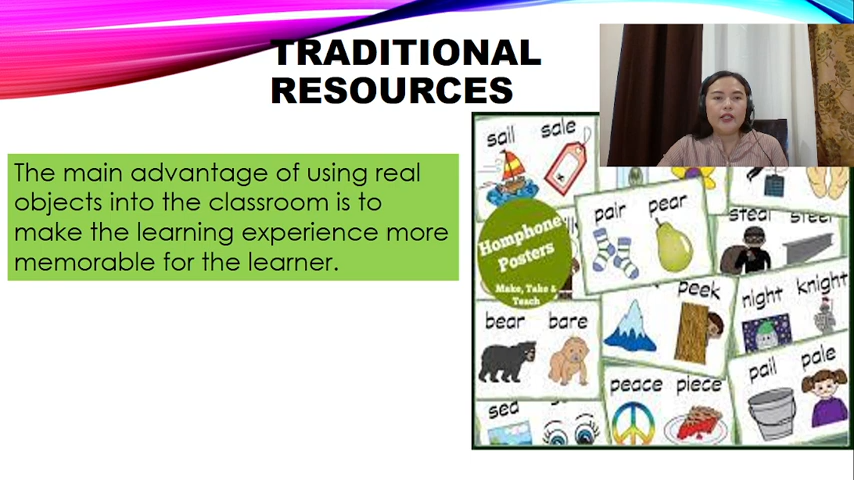 TRADITIONAL
RESOURCES
The main advantage of using real
objects into the classroom is to
make the learning experience more
memorable for the learner.
sail sale
pair pear
steal steel
Homphone
Posters
Make, Take &
Teach
peek
night knight
bear bare
peace piece
pail pale
sea